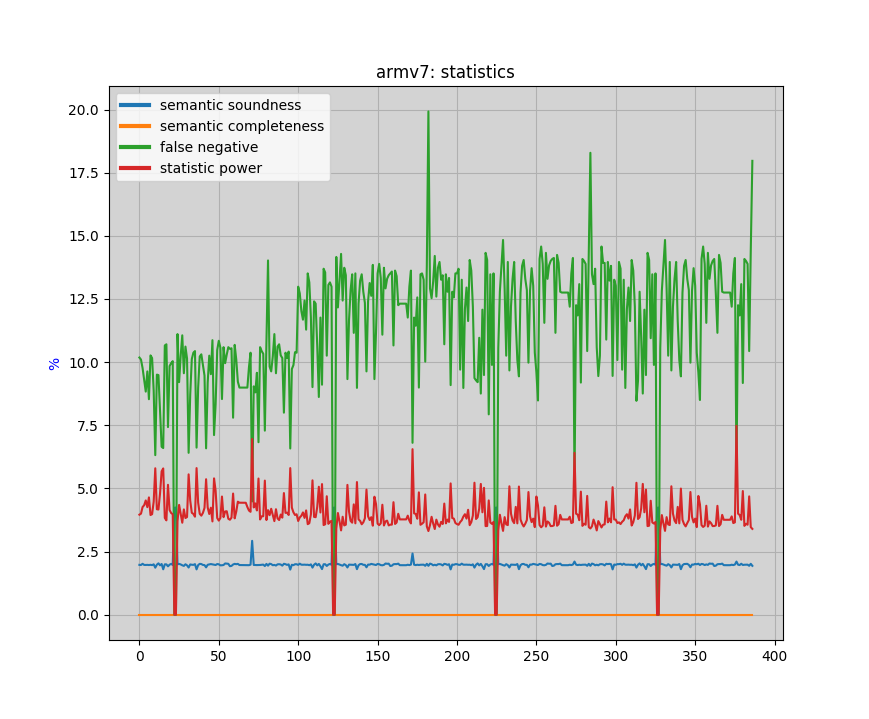 armv7: statistics
semantic soundness
semantic completeness
false negative
statistic power
%
20.0
17.5
15.0
12.5
10.0
7.5
5.0
2.5
0.0
0 50 100 150 200 250 300 350 400